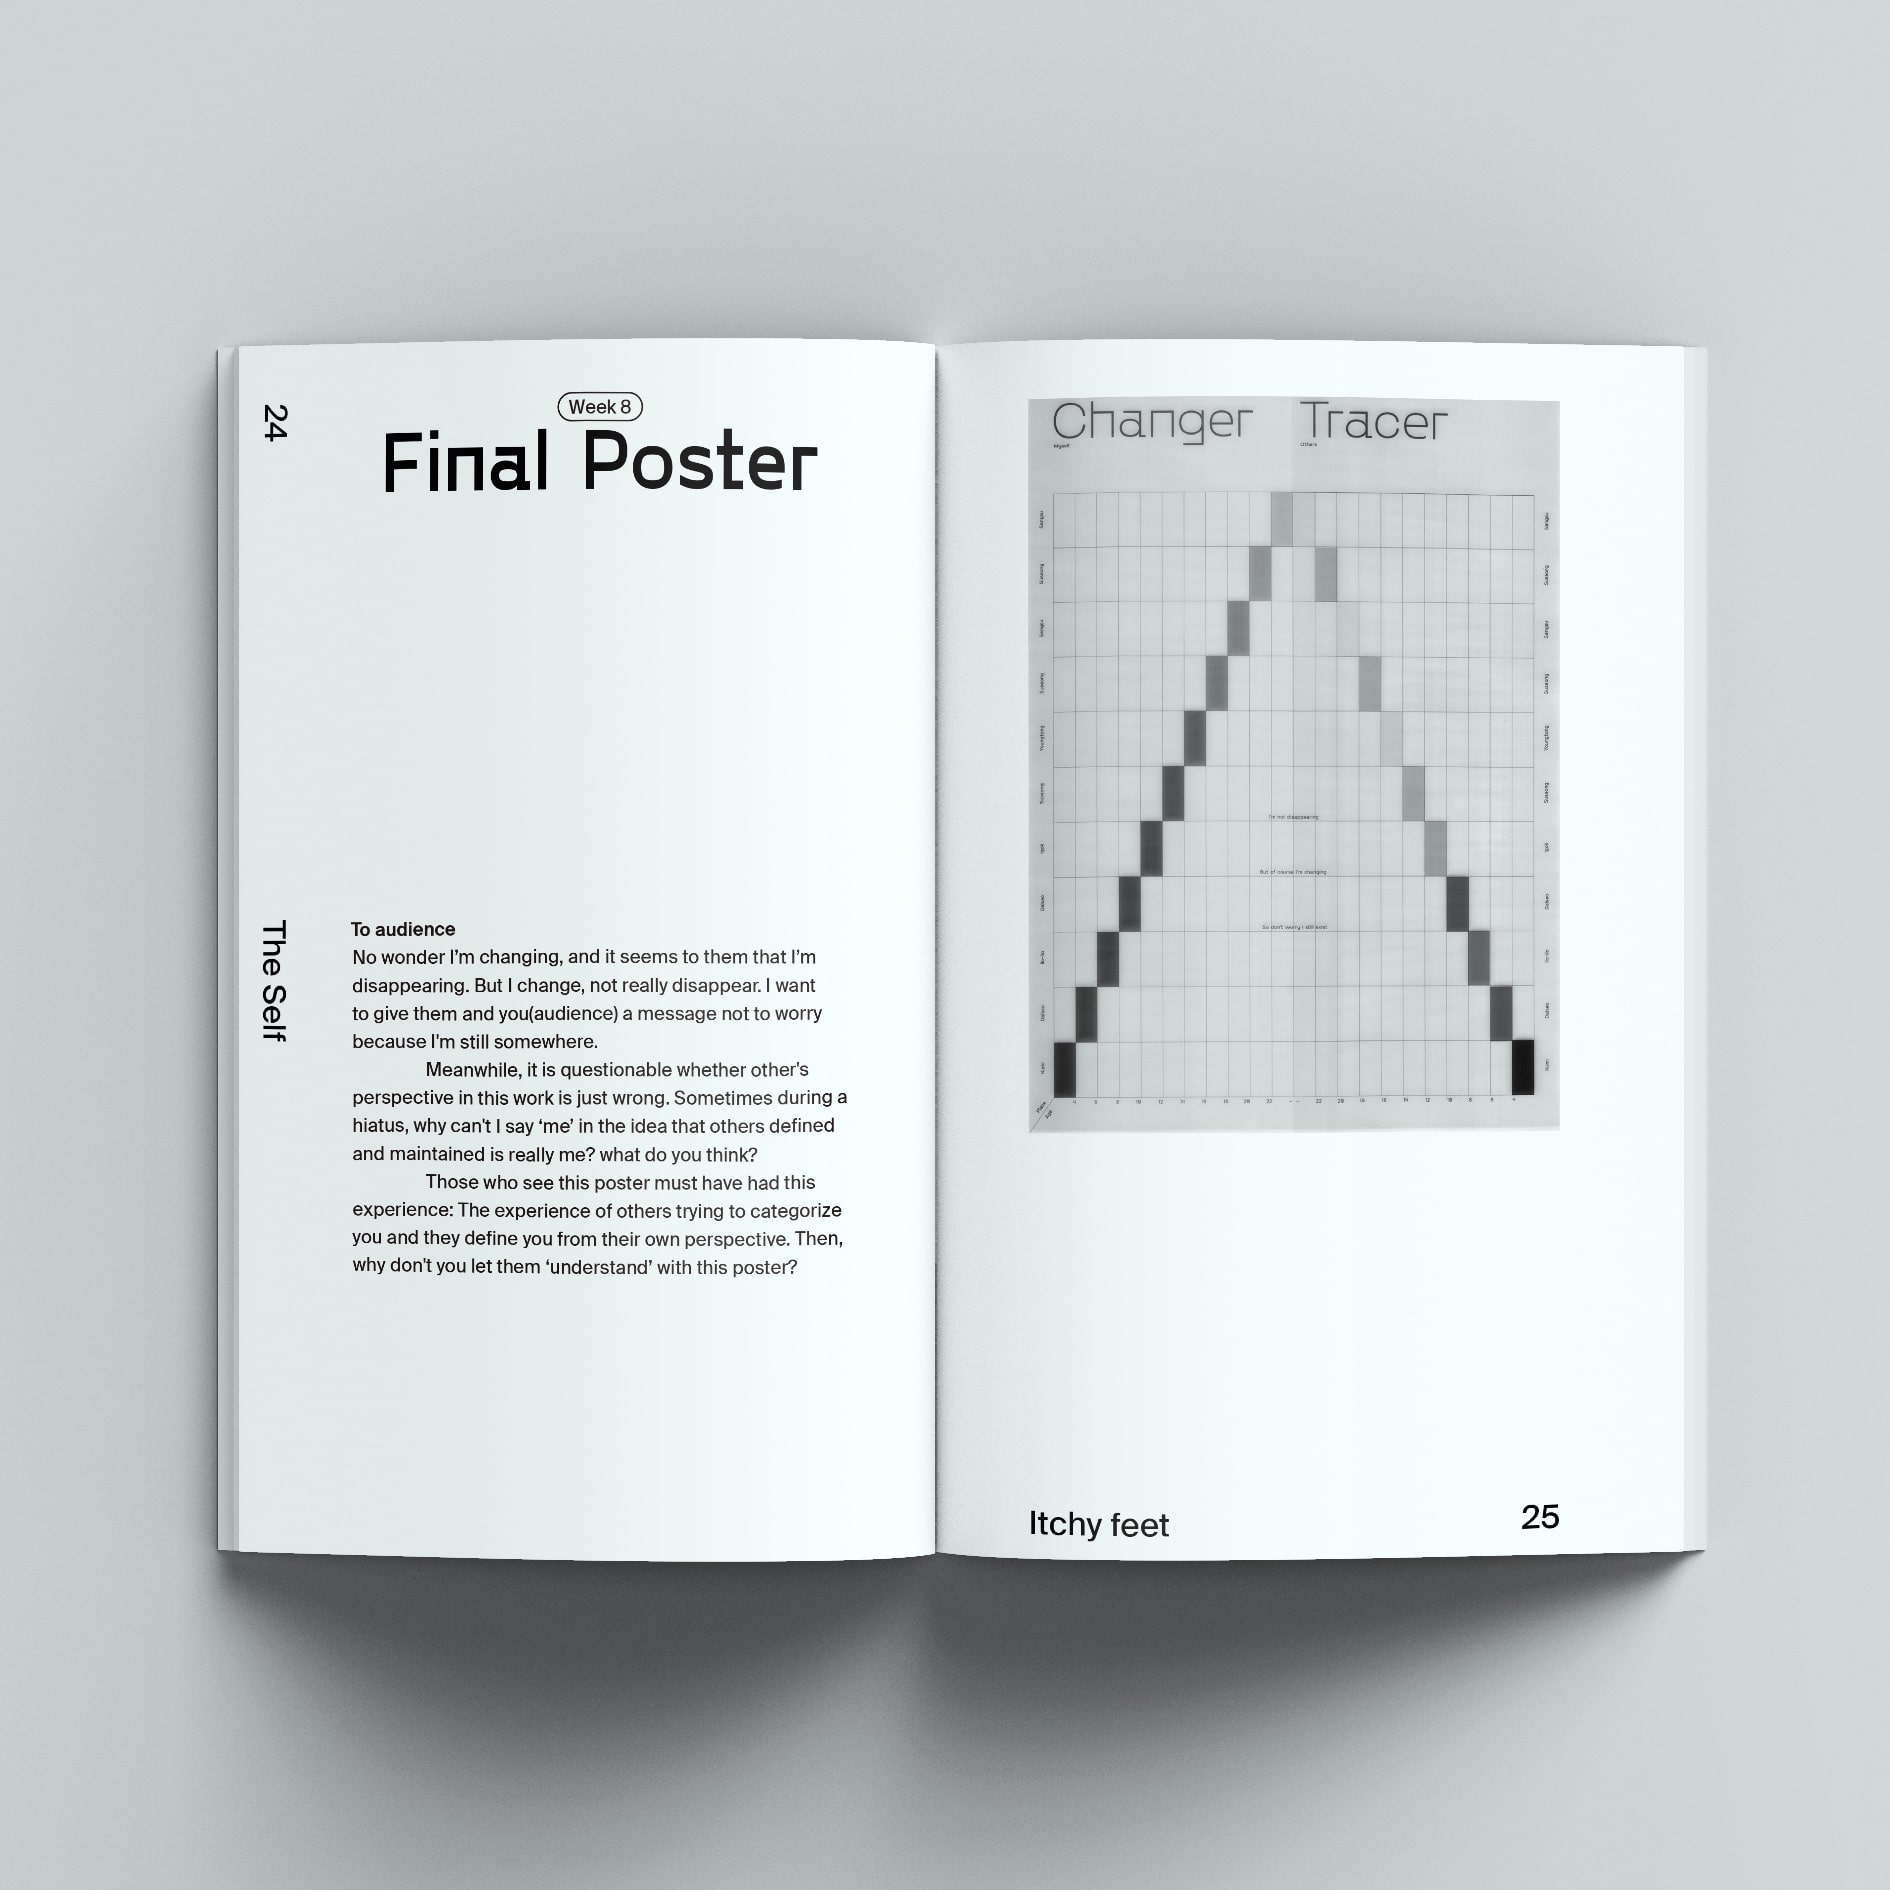 24
Week 8
Final Poster
To audience
No wonder I'm changing, and it seems to them that I'm
disappearing. But I change, not really disappear. I want
to give them and you(audience) a message not to worry
because I'm still somewhere.
Meanwhile, it is questionable whether other's
perspective in this work is just wrong. Sometimes during a
hiatus, why can't I say ‘me’ in the idea that others defined
and maintained is really me? what do you think?
Those who see this poster must have had this
experience: The experience of others trying to categorize
you and they define you from their own perspective. Then,
why don't you let them ‘understand’ with this poster?
The Self
Changer Tracer
Myself Others
I'm not disappearing
But of course I'm changing
So don't worry I still exist
Itchy feet
25